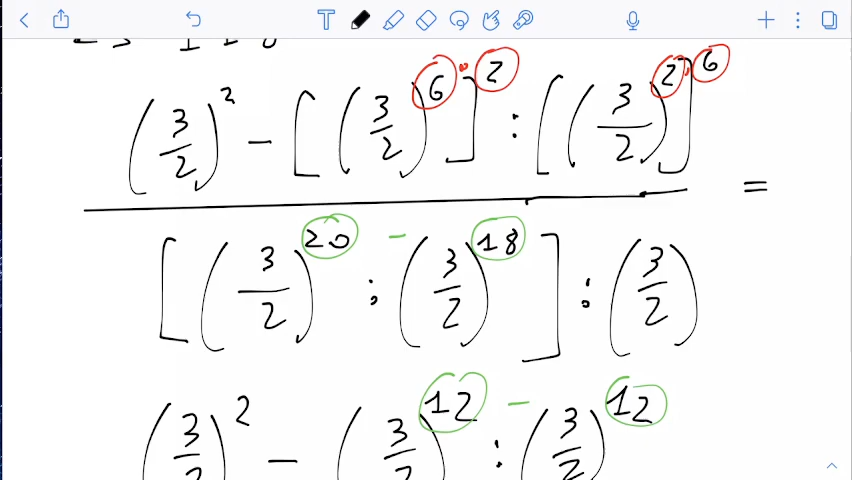 (3/2)² − [(3/2)⁶]² : [(3/2)²]⁶ =
[(3/2)²⁰ : (3/2)¹⁸] : (3/2)
(3/2)² − (3/2)¹² : (3/2)¹²